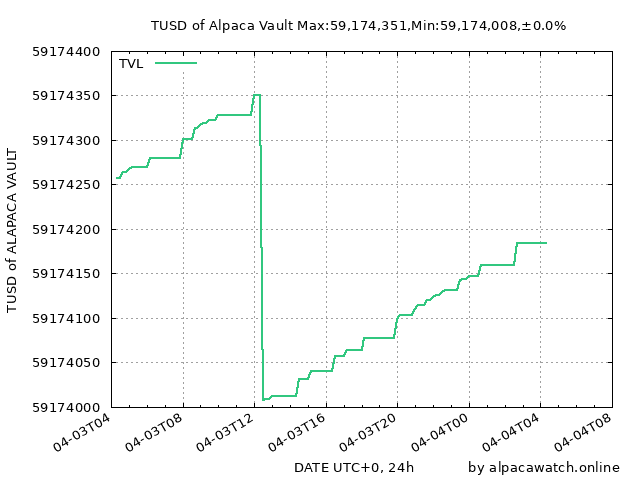 TUSD of Alpaca Vault Max:59,174,351,Min:59,174,008,±0.0%
TVL
59174400
59174350
59174300
59174250
59174200
59174150
59174100
59174050
59174000
TUSD of ALAPACA VAULT
04-03T04
04-03T08
04-03T12
04-03T16
04-03T20
04-04T00
04-04T04
04-04T08
DATE UTC+0, 24h
by alpacawatch.online